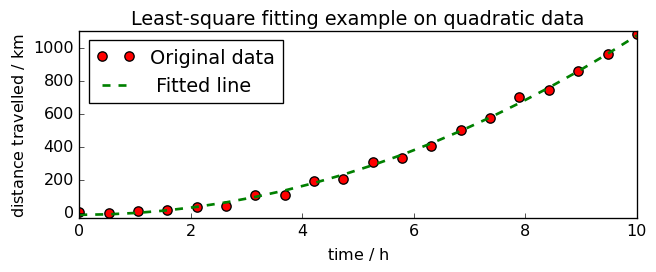 Least-square fitting example on quadratic data
Original data
Fitted line
distance travelled / km
1000
800
600
400
200
0
0 2 4 6 8 10
time / h